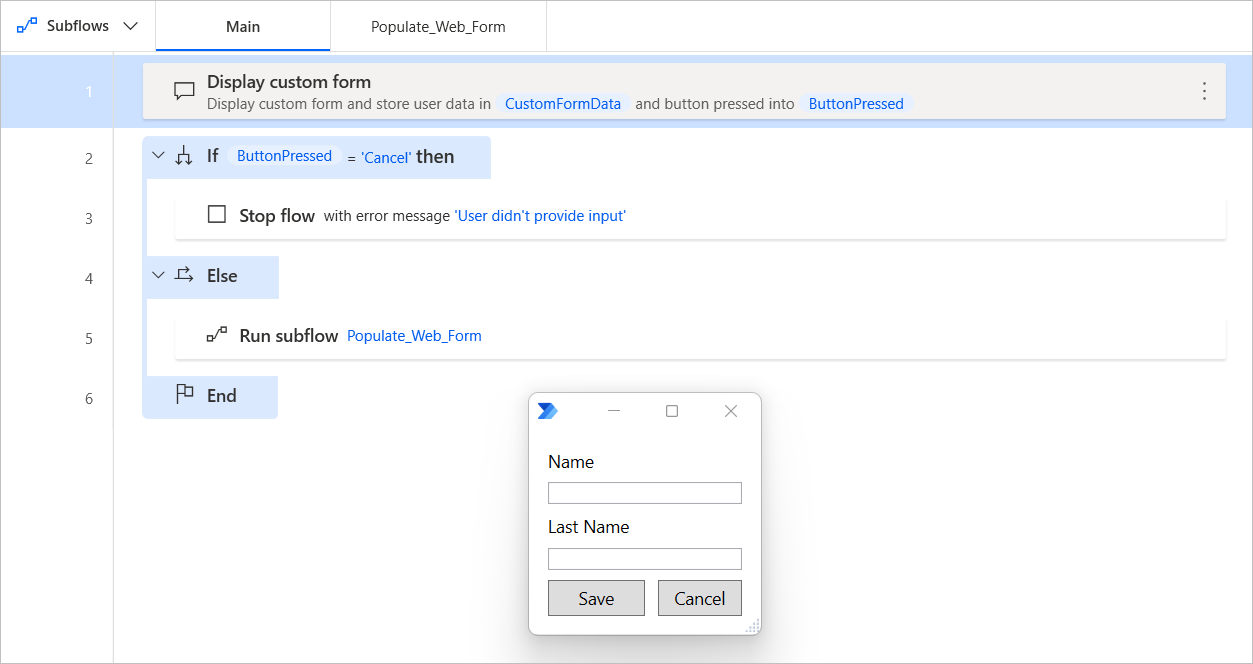 Subflows Main Populate_Web_Form
1 Display custom form
Display custom form and store user data in CustomFormData and button pressed into ButtonPressed
2 If ButtonPressed = 'Cancel' then
3 Stop flow with error message 'User didn't provide input'
4 Else
5 Run subflow Populate_Web_Form
6 End
Name
Last Name
Save Cancel